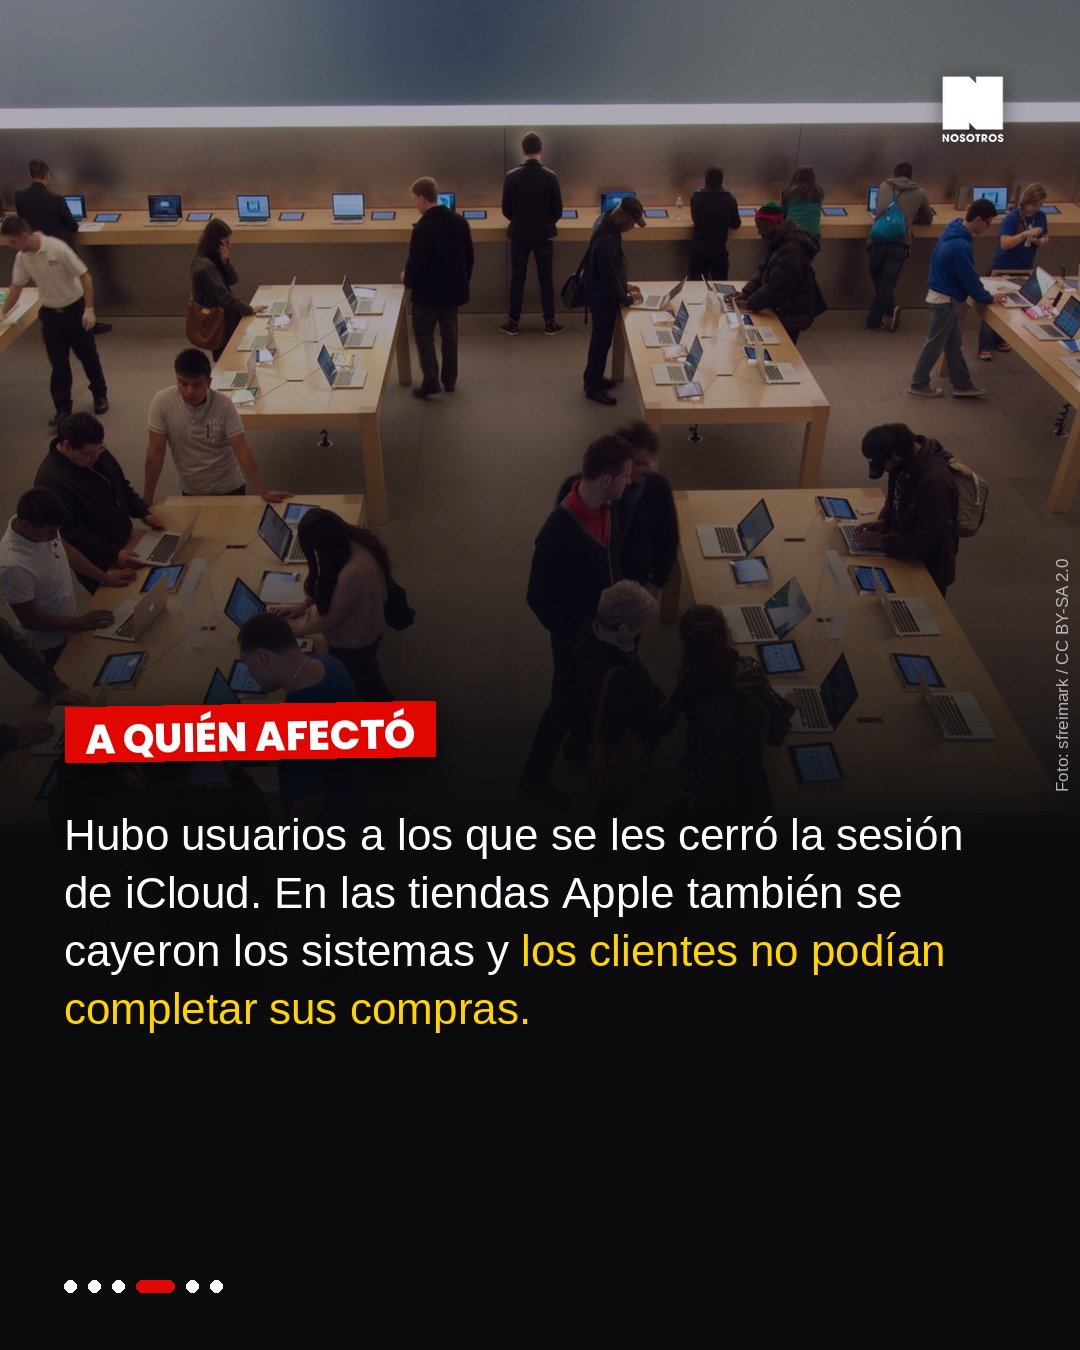 NOSOTROS
Foto: sfreimark / CC BY-SA 2.0
A QUIÉN AFECTÓ
Hubo usuarios a los que se les cerró la sesión
de iCloud. En las tiendas Apple también se
cayeron los sistemas y los clientes no podían
completar sus compras.